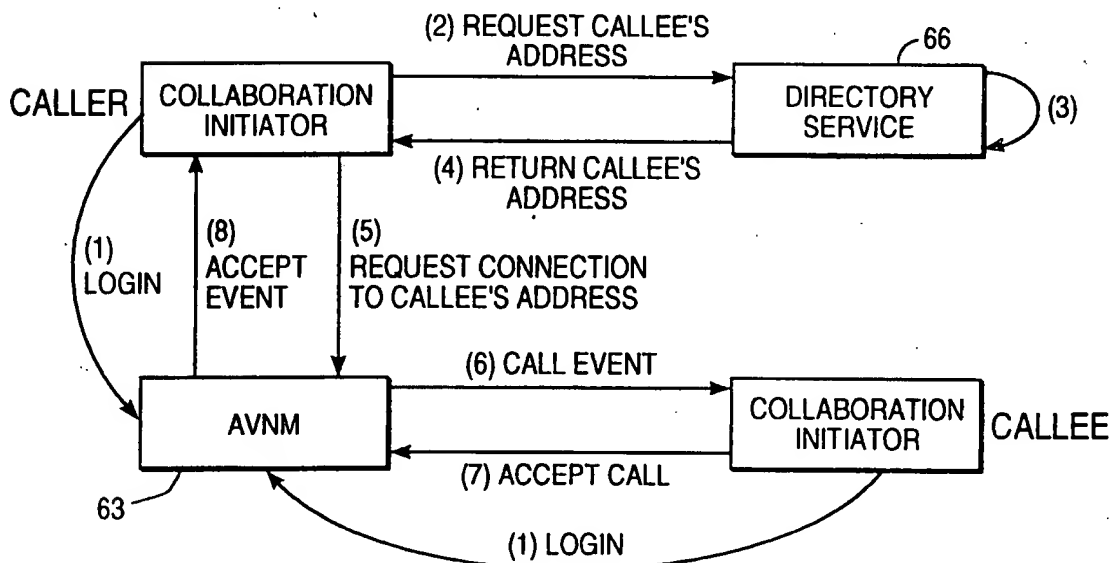 (2) REQUEST CALLEE'S
ADDRESS
66
CALLER
COLLABORATION
INITIATOR
DIRECTORY
SERVICE
(3)
(4) RETURN CALLEE'S
ADDRESS
(1)
LOGIN
(8)
ACCEPT
EVENT
(5)
REQUEST CONNECTION
TO CALLEE'S ADDRESS
(6) CALL EVENT
AVNM
COLLABORATION
INITIATOR
CALLEE
(7) ACCEPT CALL
63
(1) LOGIN